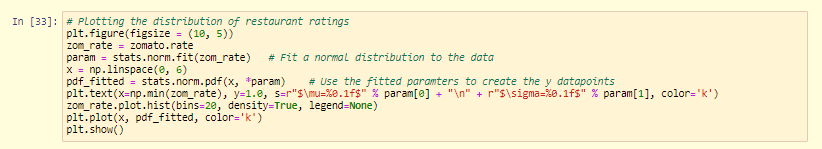 In [33]: # Plotting the distribution of restaurant ratings
plt.figure(figsize = (10, 5))
zom_rate = zomato.rate
param = stats.norm.fit(zom_rate)   # Fit a normal distribution to the data
x = np.linspace(0, 6)
pdf_fitted = stats.norm.pdf(x, *param)    # Use the fitted paramters to create the y datapoints
plt.text(x=np.min(zom_rate), y=1.0, s=r"$\mu=%0.1f$" % param[0] + "\n" + r"$\sigma=%0.1f$" % param[1], color='k')
zom_rate.plot.hist(bins=20, density=True, legend=None)
plt.plot(x, pdf_fitted, color='k')
plt.show()